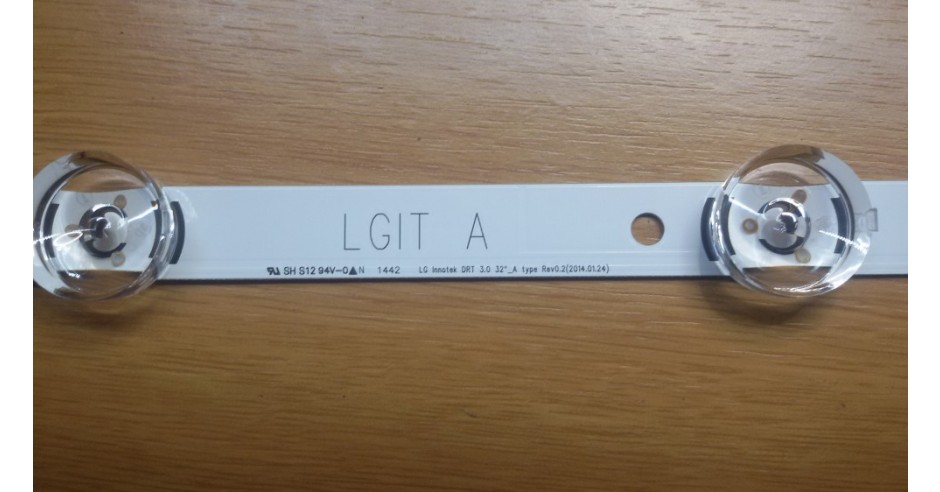 LGIT A
SH S12 94V-0▲N 1442 LG Innotek DRT 3.0 32"_A type Rev0.2(2014.01.24)